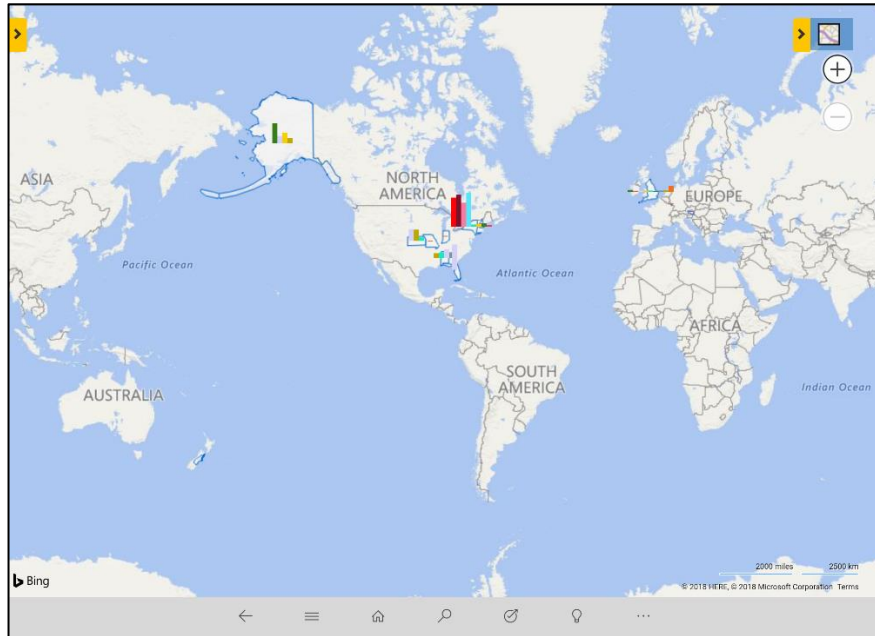 ASIA
NORTH
AMERICA
EUROPE
Pacific Ocean
Atlantic Ocean
AFRICA
SOUTH
AMERICA
AUSTRALIA
Indian Ocean
2000 miles
2500 km
Bing
© 2018 HERE, © 2018 Microsoft Corporation Terms